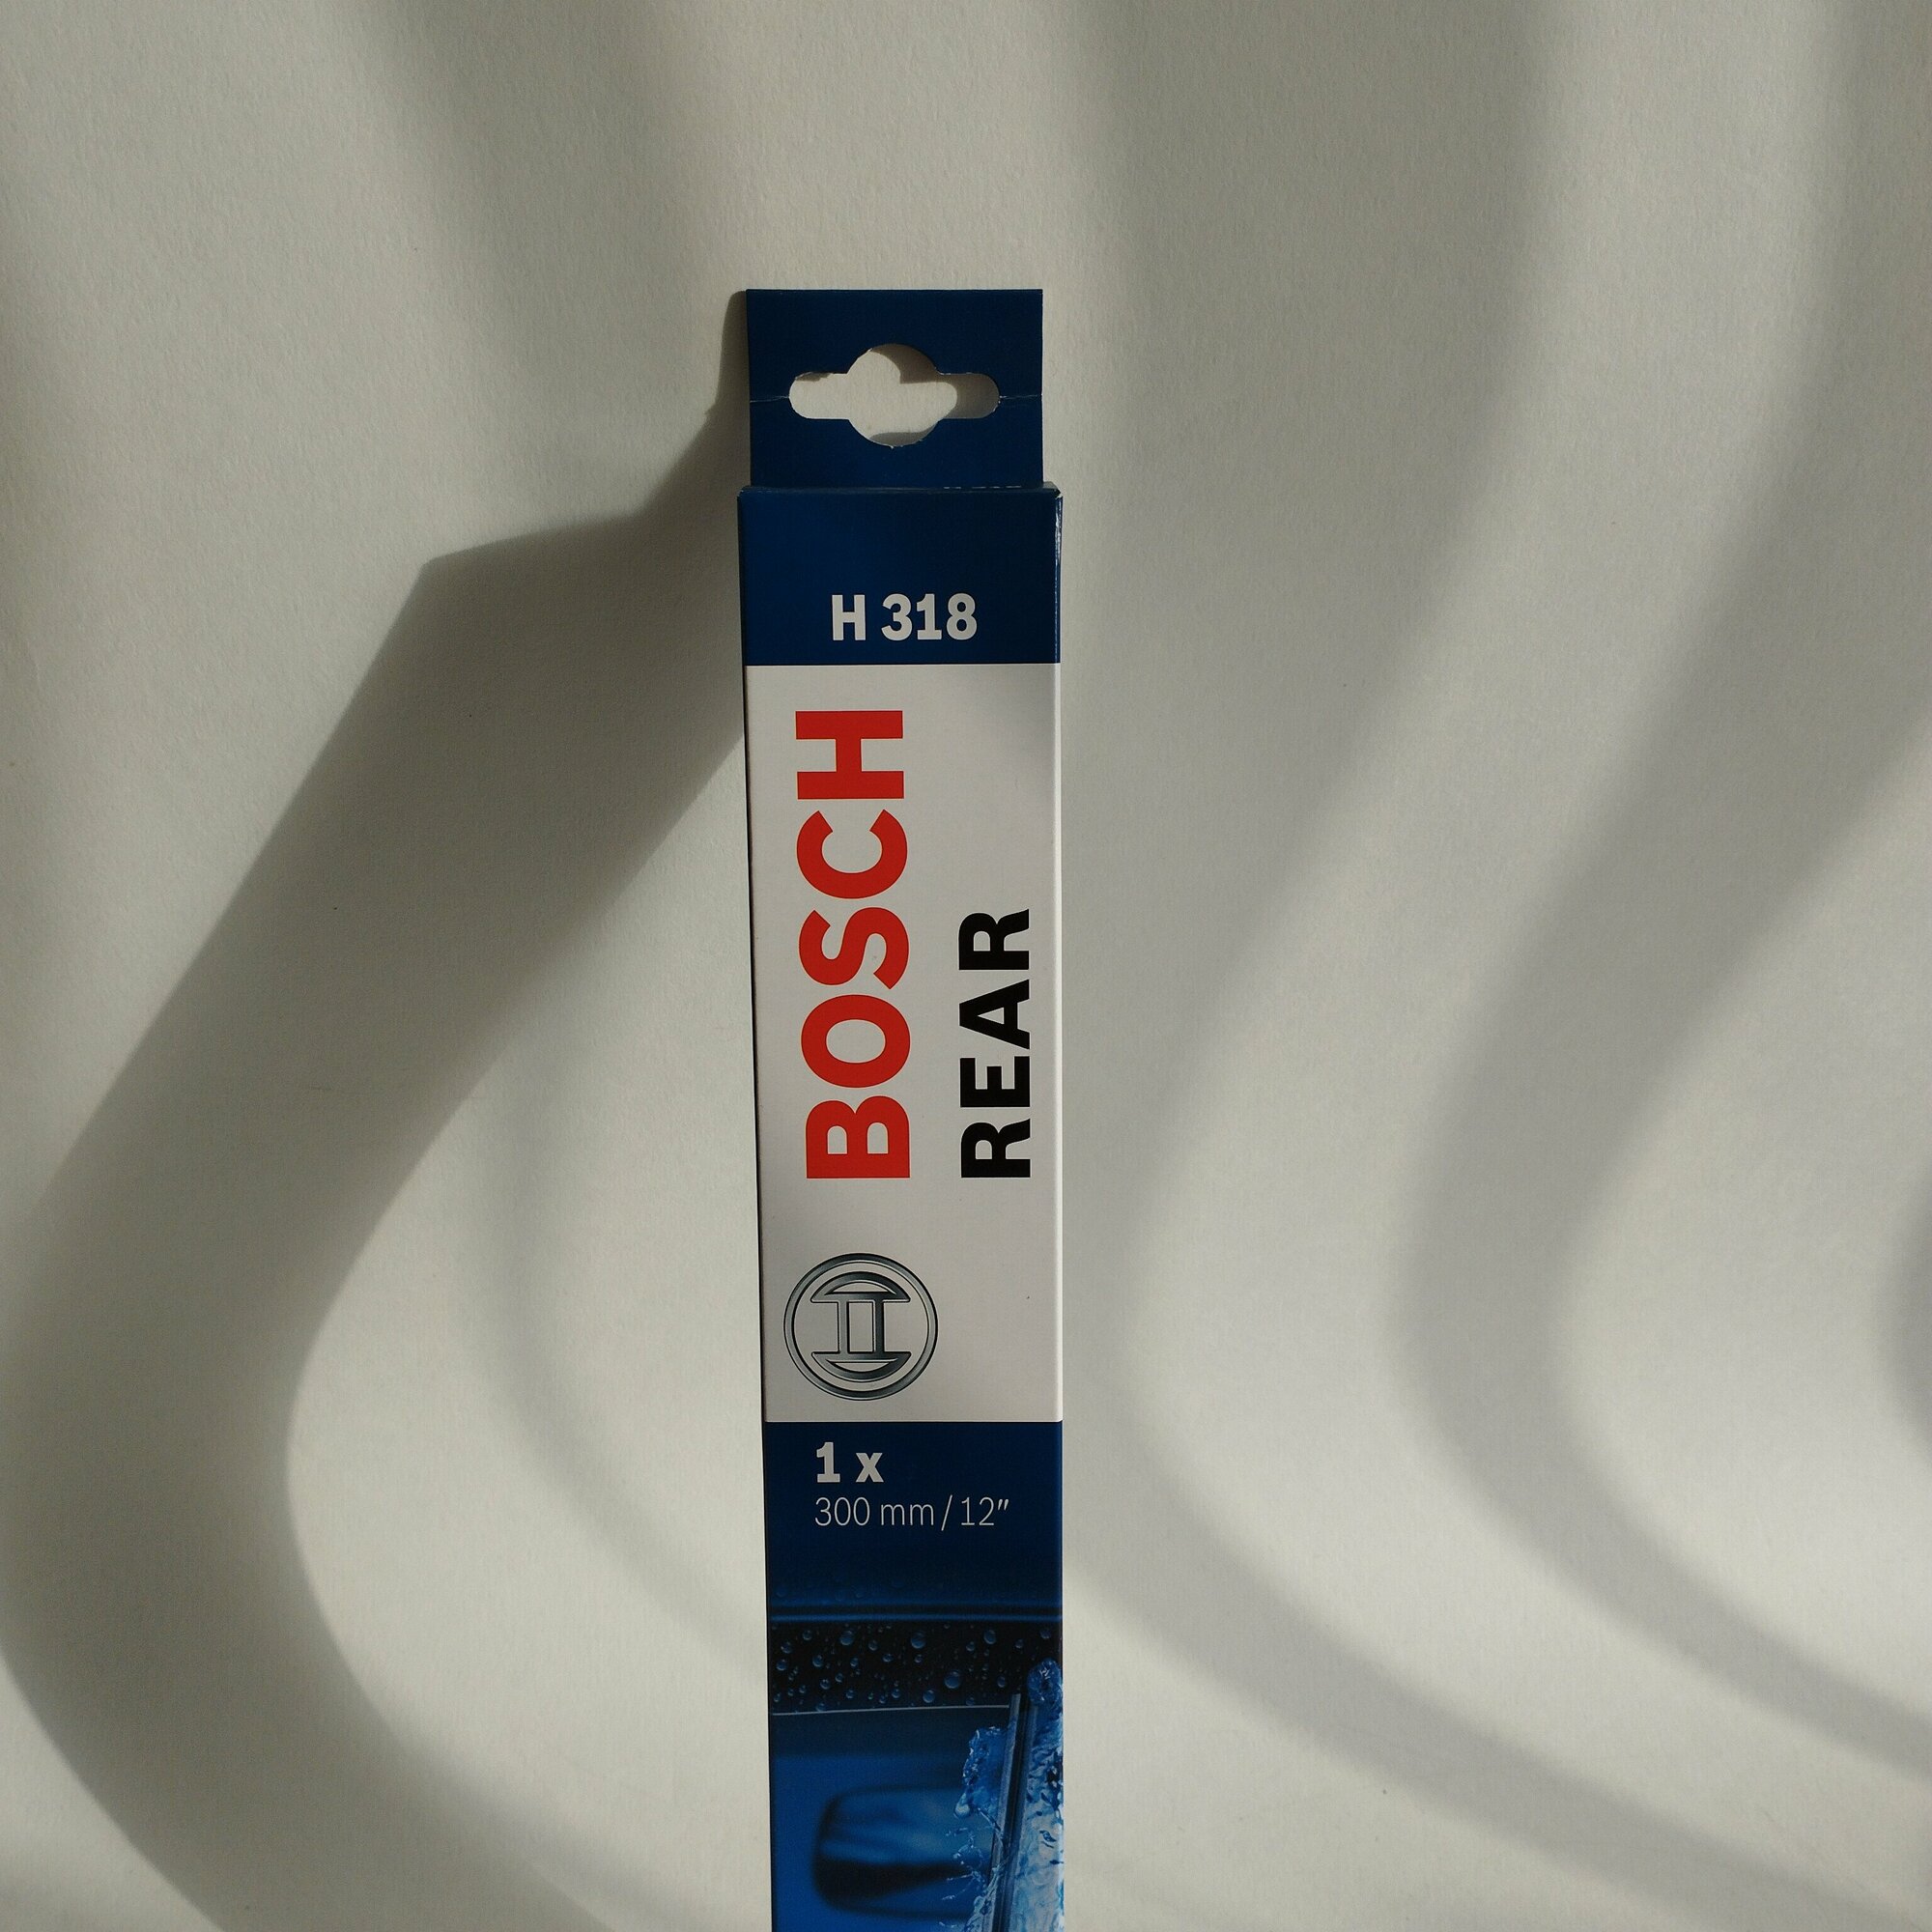 H 318
BOSCH
REAR
1 x
300 mm / 12"